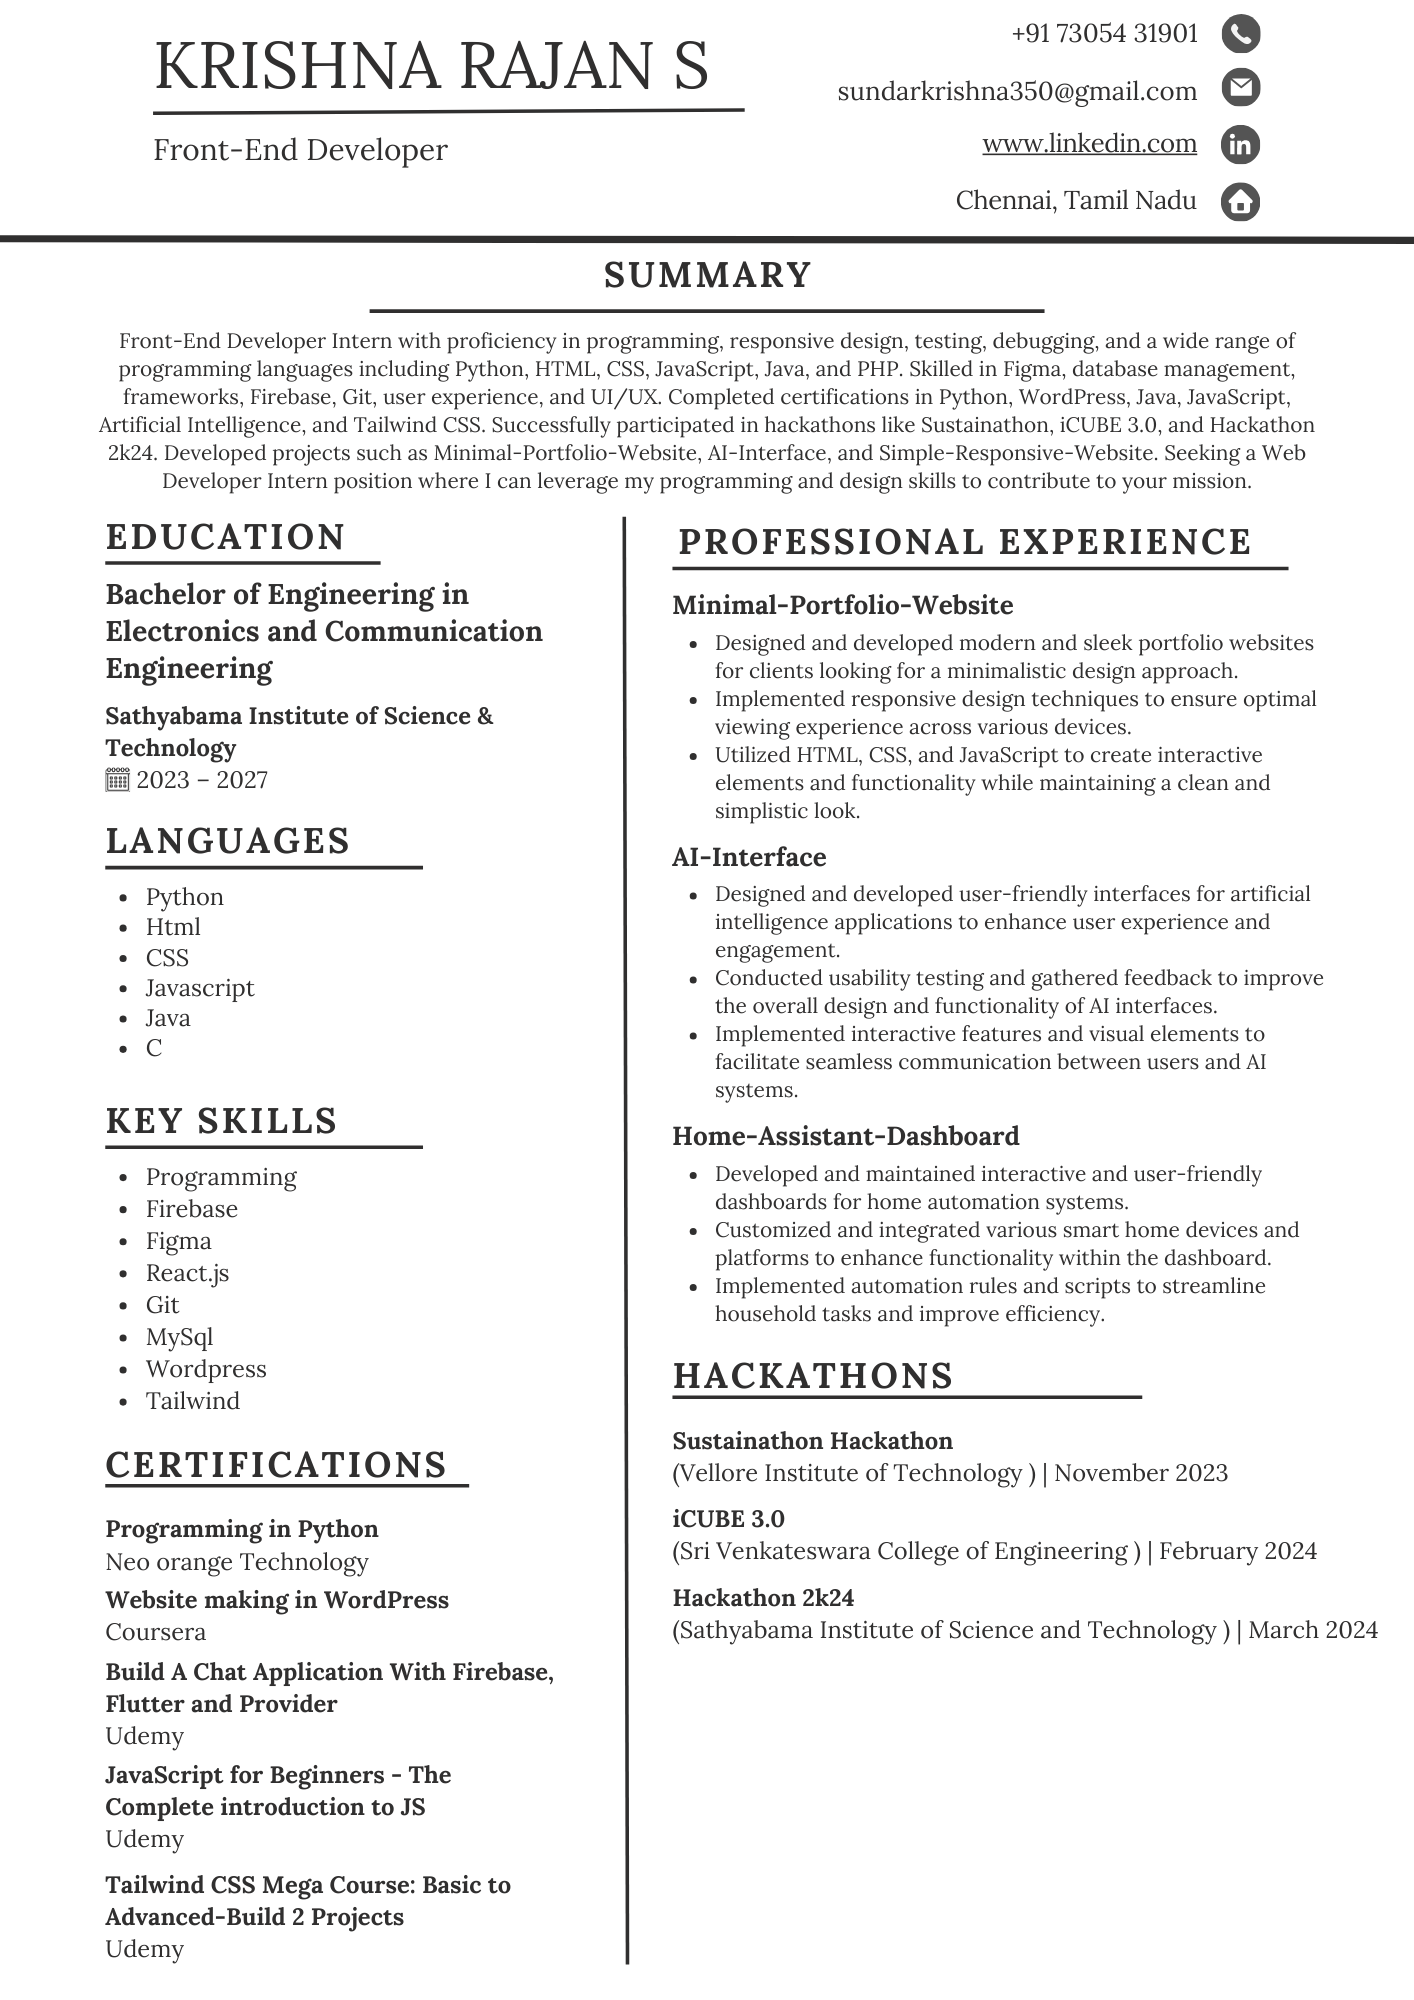 KRISHNA RAJAN S
Front-End Developer
+91 73054 31901
sundarkrishna350@gmail.com
www.linkedin.com
Chennai, Tamil Nadu
SUMMARY
Front-End Developer Intern with proficiency in programming, responsive design, testing, debugging, and a wide range of
programming languages including Python, HTML, CSS, JavaScript, Java, and PHP. Skilled in Figma, database management,
frameworks, Firebase, Git, user experience, and UI/UX. Completed certifications in Python, WordPress, Java, JavaScript,
Artificial Intelligence, and Tailwind CSS. Successfully participated in hackathons like Sustainathon, iCUBE 3.0, and Hackathon
2k24. Developed projects such as Minimal-Portfolio-Website, AI-Interface, and Simple-Responsive-Website. Seeking a Web
Developer Intern position where I can leverage my programming and design skills to contribute to your mission.
EDUCATION
Bachelor of Engineering in
Electronics and Communication
Engineering
Sathyabama Institute of Science &
Technology
2023 – 2027
LANGUAGES
• Python
• Html
• CSS
• Javascript
• Java
• C
KEY SKILLS
• Programming
• Firebase
• Figma
• React.js
• Git
• MySql
• Wordpress
• Tailwind
CERTIFICATIONS
Programming in Python
Neo orange Technology
Website making in WordPress
Coursera
Build A Chat Application With Firebase,
Flutter and Provider
Udemy
JavaScript for Beginners - The
Complete introduction to JS
Udemy
Tailwind CSS Mega Course: Basic to
Advanced-Build 2 Projects
Udemy
PROFESSIONAL EXPERIENCE
Minimal-Portfolio-Website
• Designed and developed modern and sleek portfolio websites
for clients looking for a minimalistic design approach.
• Implemented responsive design techniques to ensure optimal
viewing experience across various devices.
• Utilized HTML, CSS, and JavaScript to create interactive
elements and functionality while maintaining a clean and
simplistic look.
AI-Interface
• Designed and developed user-friendly interfaces for artificial
intelligence applications to enhance user experience and
engagement.
• Conducted usability testing and gathered feedback to improve
the overall design and functionality of AI interfaces.
• Implemented interactive features and visual elements to
facilitate seamless communication between users and AI
systems.
Home-Assistant-Dashboard
• Developed and maintained interactive and user-friendly
dashboards for home automation systems.
• Customized and integrated various smart home devices and
platforms to enhance functionality within the dashboard.
• Implemented automation rules and scripts to streamline
household tasks and improve efficiency.
HACKATHONS
Sustainathon Hackathon
(Vellore Institute of Technology ) | November 2023
iCUBE 3.0
(Sri Venkateswara College of Engineering ) | February 2024
Hackathon 2k24
(Sathyabama Institute of Science and Technology ) | March 2024